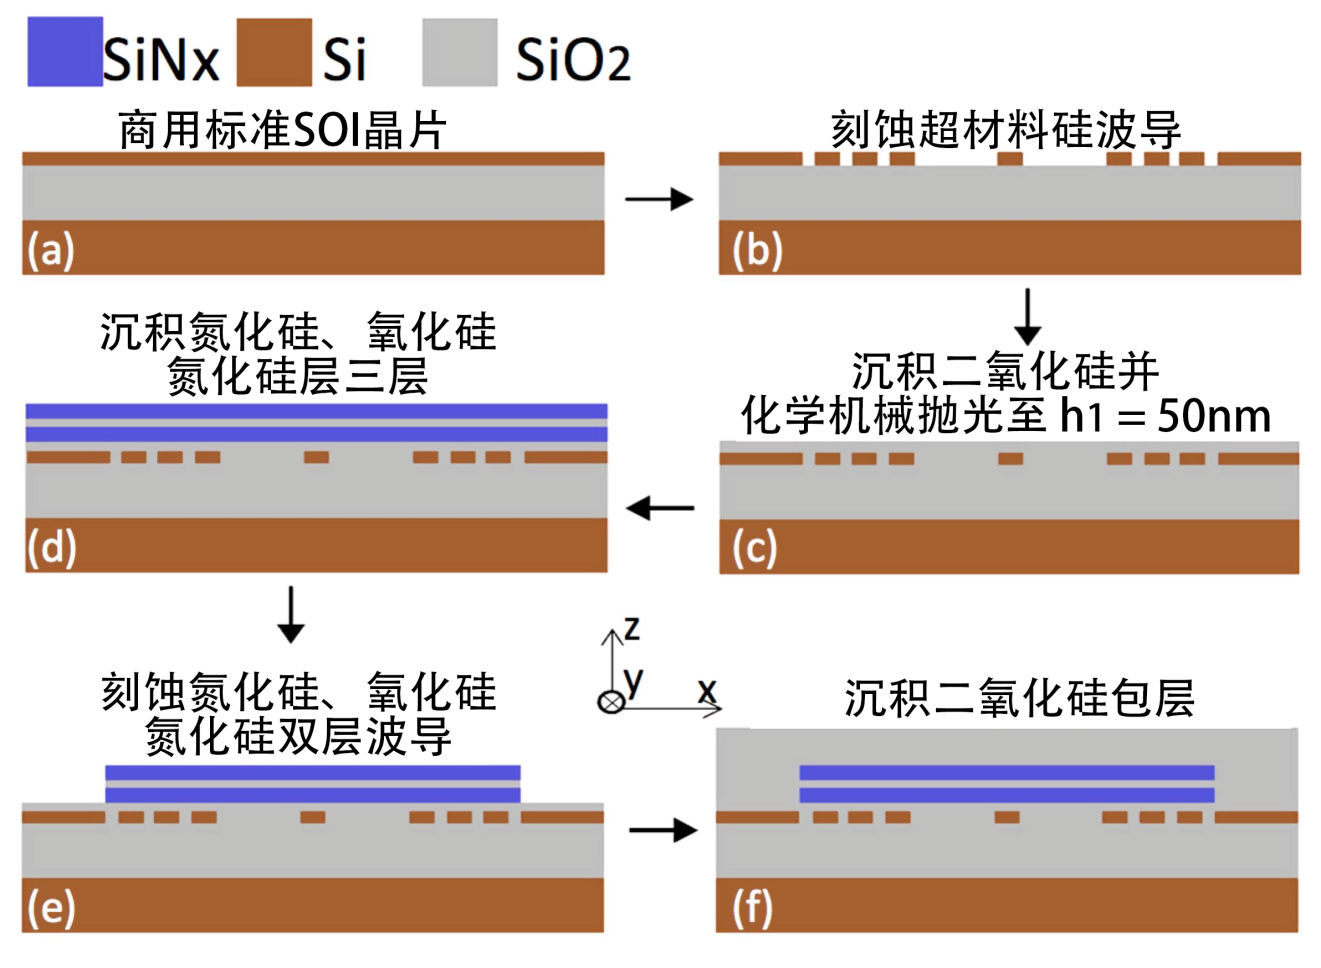 SiNx Si SiO2
商用标准SOI晶片
(a)
刻蚀超材料硅波导
(b)
沉积二氧化硅并
化学机械抛光至 h1 = 50nm
(c)
沉积氮化硅、氧化硅
氮化硅层三层
(d)
刻蚀氮化硅、氧化硅
氮化硅双层波导
(e)
z
y
x
沉积二氧化硅包层
(f)